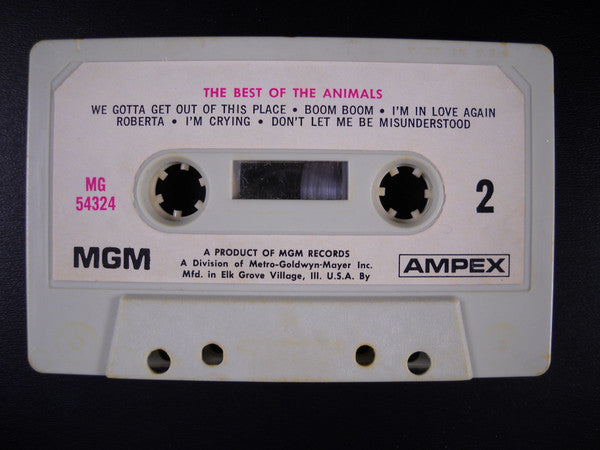 THE BEST OF THE ANIMALS
WE GOTTA GET OUT OF THIS PLACE • BOOM BOOM • I'M IN LOVE AGAIN
ROBERTA • I'M CRYING • DON'T LET ME BE MISUNDERSTOOD
MG
54324
2
MGM
A PRODUCT OF MGM RECORDS
A Division of Metro-Goldwyn-Mayer Inc.
Mfd. in Elk Grove Village, Ill. U.S.A. By
AMPEX